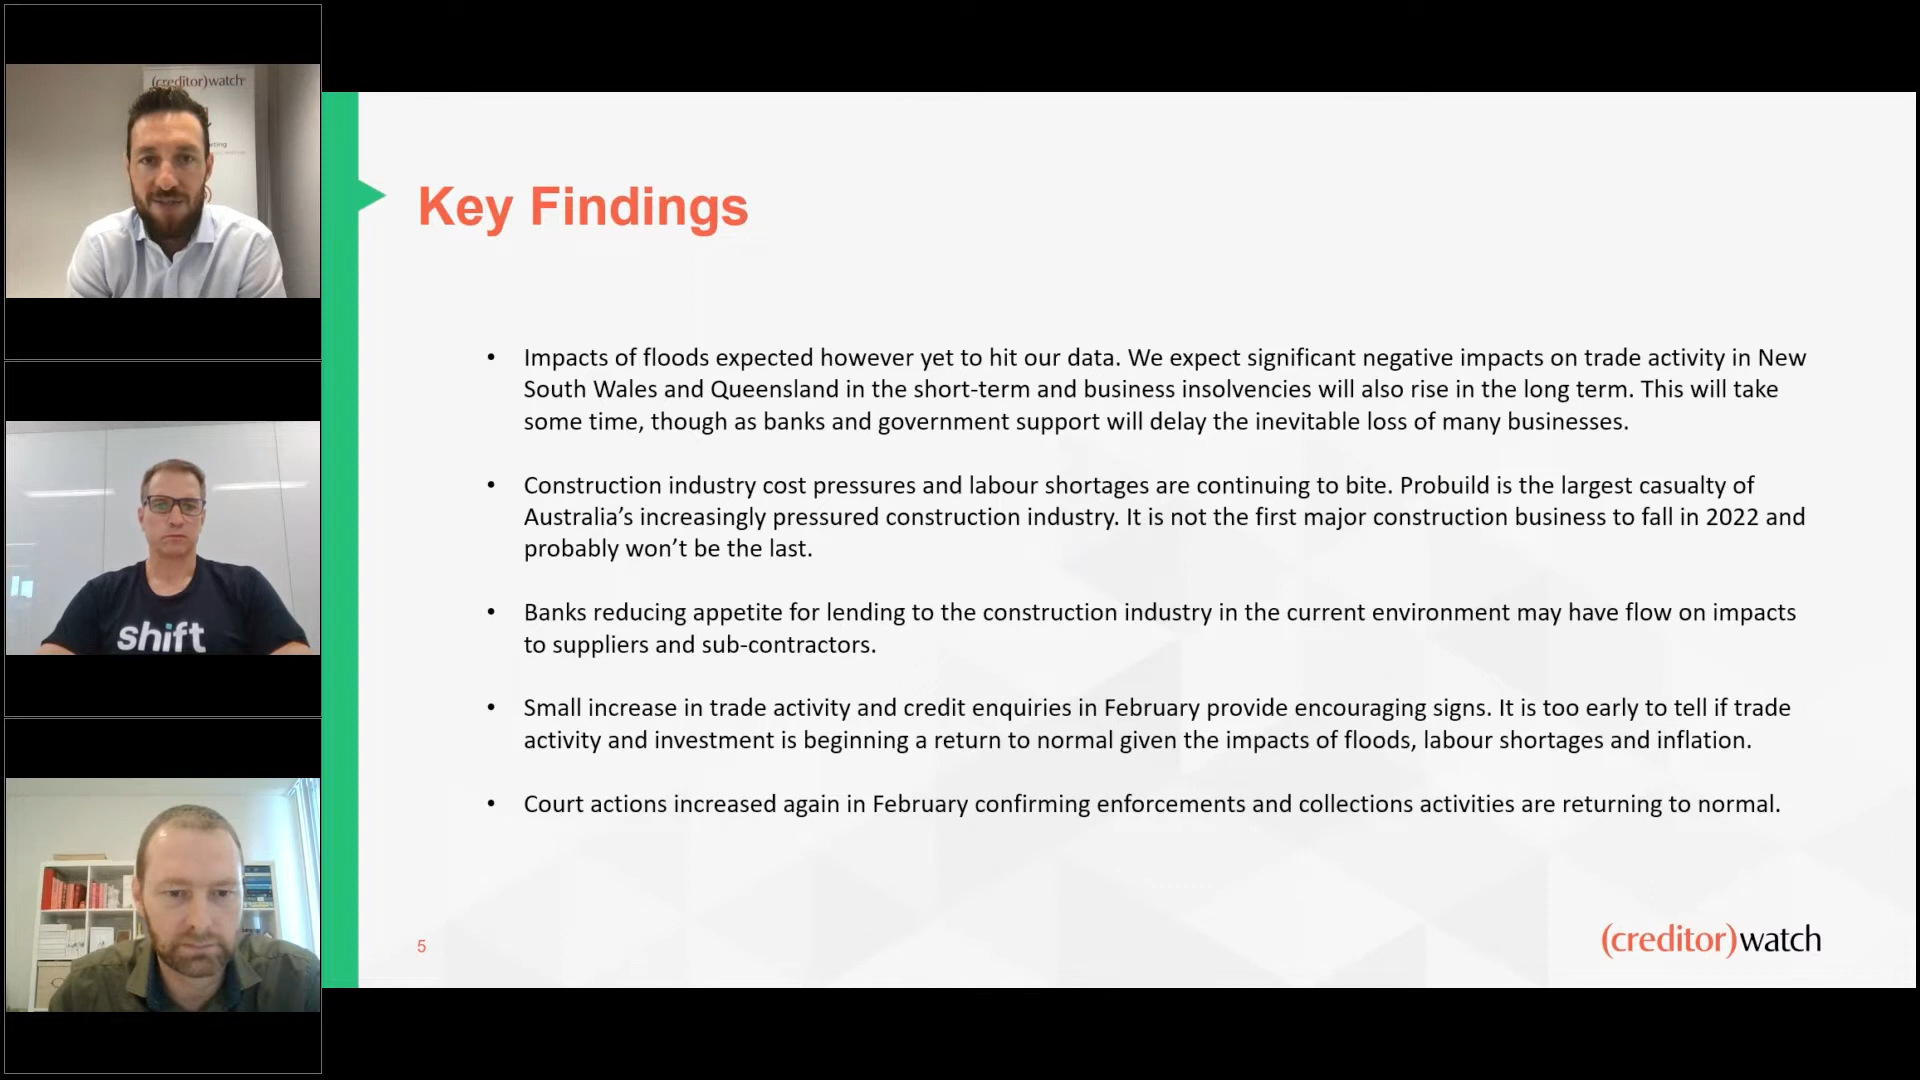 (creditor)watch
rting
shift
Key Findings
• Impacts of floods expected however yet to hit our data. We expect significant negative impacts on trade activity in New
South Wales and Queensland in the short-term and business insolvencies will also rise in the long term. This will take
some time, though as banks and government support will delay the inevitable loss of many businesses.
• Construction industry cost pressures and labour shortages are continuing to bite. Probuild is the largest casualty of
Australia’s increasingly pressured construction industry. It is not the first major construction business to fall in 2022 and
probably won’t be the last.
• Banks reducing appetite for lending to the construction industry in the current environment may have flow on impacts
to suppliers and sub-contractors.
• Small increase in trade activity and credit enquiries in February provide encouraging signs. It is too early to tell if trade
activity and investment is beginning a return to normal given the impacts of floods, labour shortages and inflation.
• Court actions increased again in February confirming enforcements and collections activities are returning to normal.
5
(creditor)watch